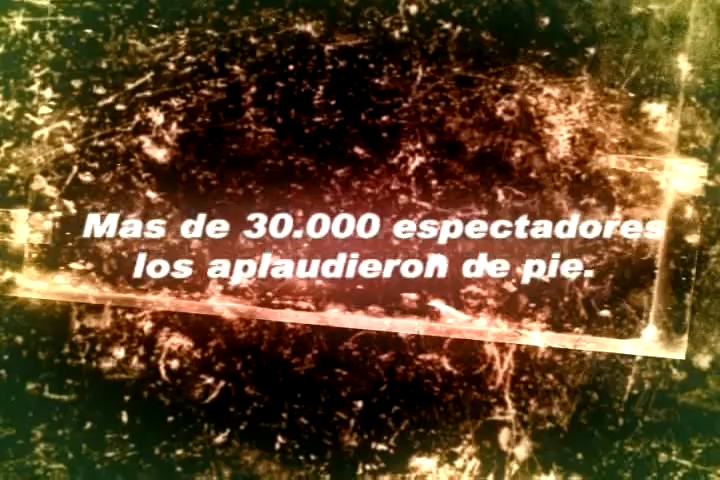 Mas de 30.000 espectadores
los aplaudieron de pie.